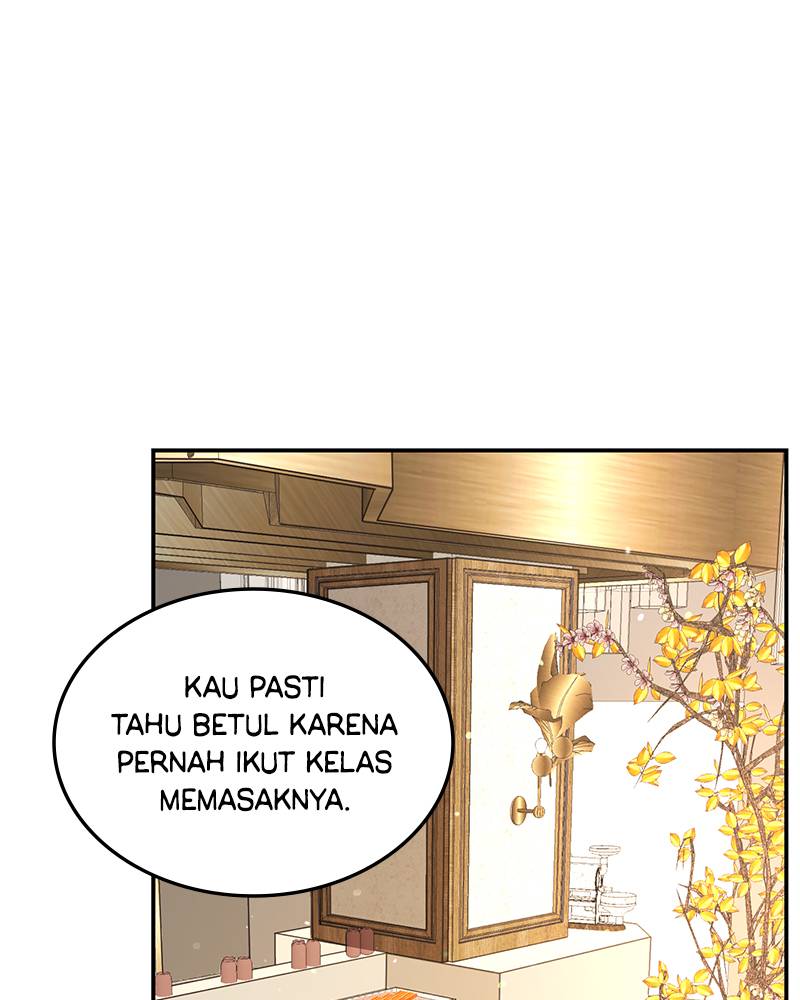 KAU PASTI
TAHU BETUL KARENA
PERNAH IKUT KELAS
MEMASAKNYA.